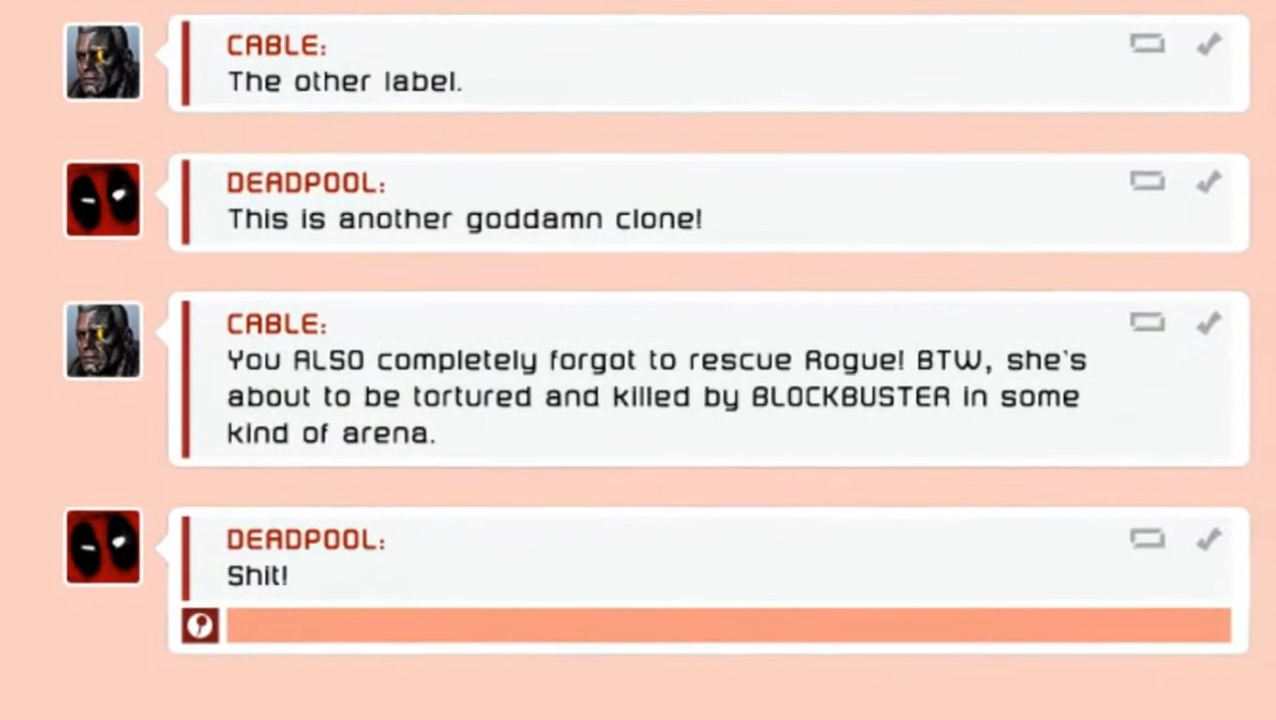 CABLE:
The other label.
DEADPOOL:
This is another goddamn clone!
CABLE:
You ALSO completely forgot to rescue Rogue! BTW, she's
about to be tortured and killed by BLOCKBUSTER in some
kind of arena.
DEADPOOL:
Shit!